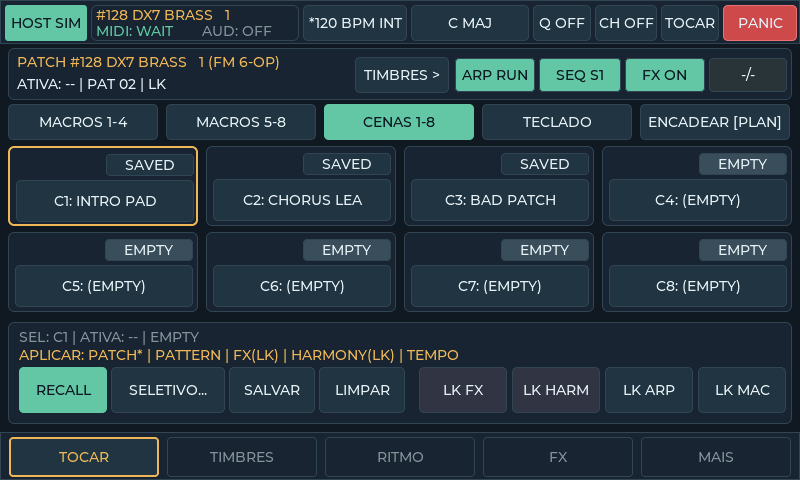 HOST SIM
#128 DX7 BRASS 1
MIDI: WAIT AUD: OFF
*120 BPM INT
C MAJ
Q OFF
CH OFF
TOCAR
PANIC
PATCH #128 DX7 BRASS 1 (FM 6-OP)
ATIVA: -- | PAT 02 | LK
TIMBRES >
ARP RUN
SEQ S1
FX ON
-/-
MACROS 1-4
MACROS 5-8
CENAS 1-8
TECLADO
ENCADEAR [PLAN]
SAVED
C1: INTRO PAD
SAVED
C2: CHORUS LEA
SAVED
C3: BAD PATCH
EMPTY
C4: (EMPTY)
EMPTY
C5: (EMPTY)
EMPTY
C6: (EMPTY)
EMPTY
C7: (EMPTY)
EMPTY
C8: (EMPTY)
SEL: C1 | ATIVA: -- | EMPTY
APLICAR: PATCH* | PATTERN | FX(LK) | HARMONY(LK) | TEMPO
RECALL
SELETIVO...
SALVAR
LIMPAR
LK FX
LK HARM
LK ARP
LK MAC
TOCAR
TIMBRES
RITMO
FX
MAIS